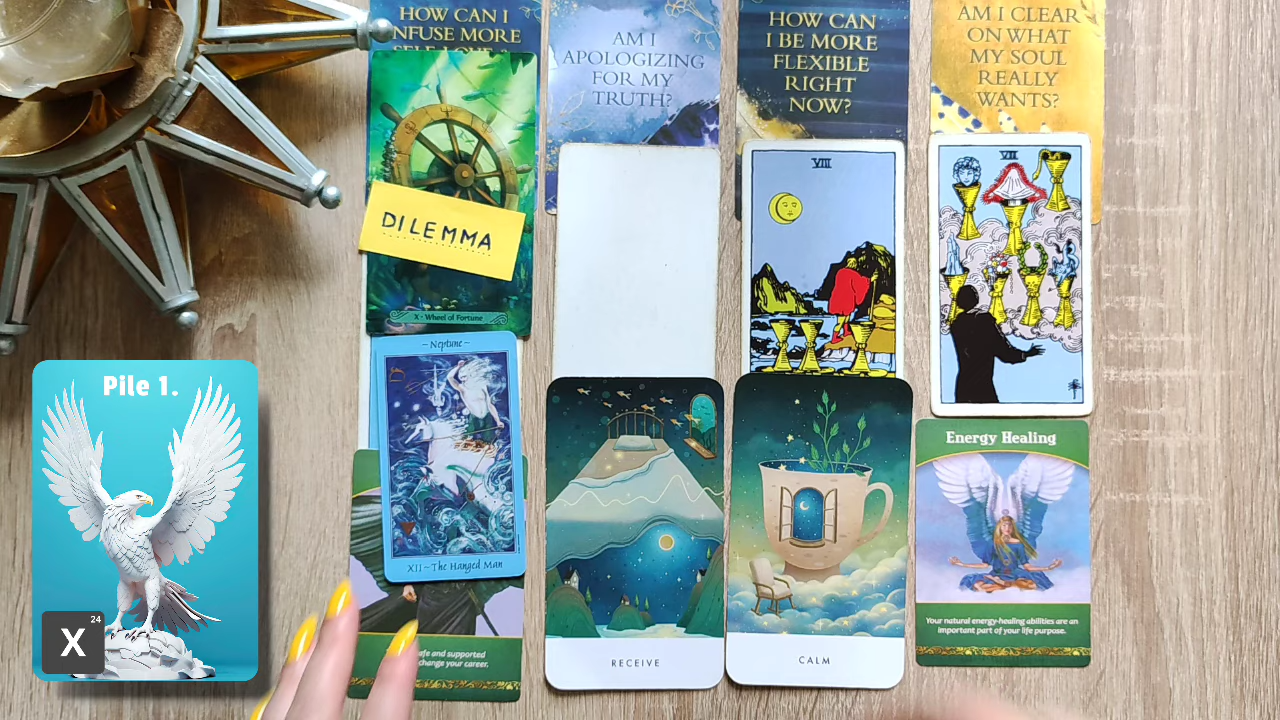 HOW CAN I
NFUSE MORE
SELF-LOVE &
AM I
APOLOGIZING
FOR MY
TRUTH?
HOW CAN
I BE MORE
FLEXIBLE
RIGHT
NOW?
AM I CLEAR
ON WHAT
MY SOUL
REALLY
WANTS?
DILEMMA
X - Wheel of Fortune
VIII
VII
~ Neptune ~
XII ~ The Hanged Man
afe and supported
change your career.
RECEIVE
CALM
Energy Healing
Your natural energy-healing abilities are an
important part of your life purpose.
Pile 1.
X
24